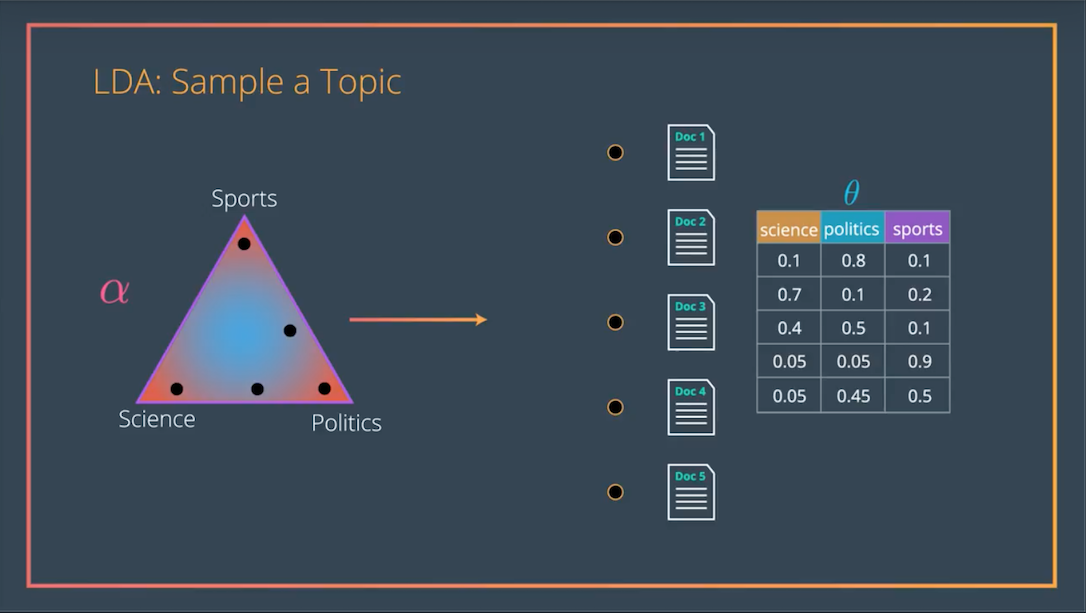 LDA: Sample a Topic
Sports
α
Science
Politics
Doc 1
Doc 2
Doc 3
Doc 4
Doc 5
θ
science politics sports
0.1 0.8 0.1
0.7 0.1 0.2
0.4 0.5 0.1
0.05 0.05 0.9
0.05 0.45 0.5